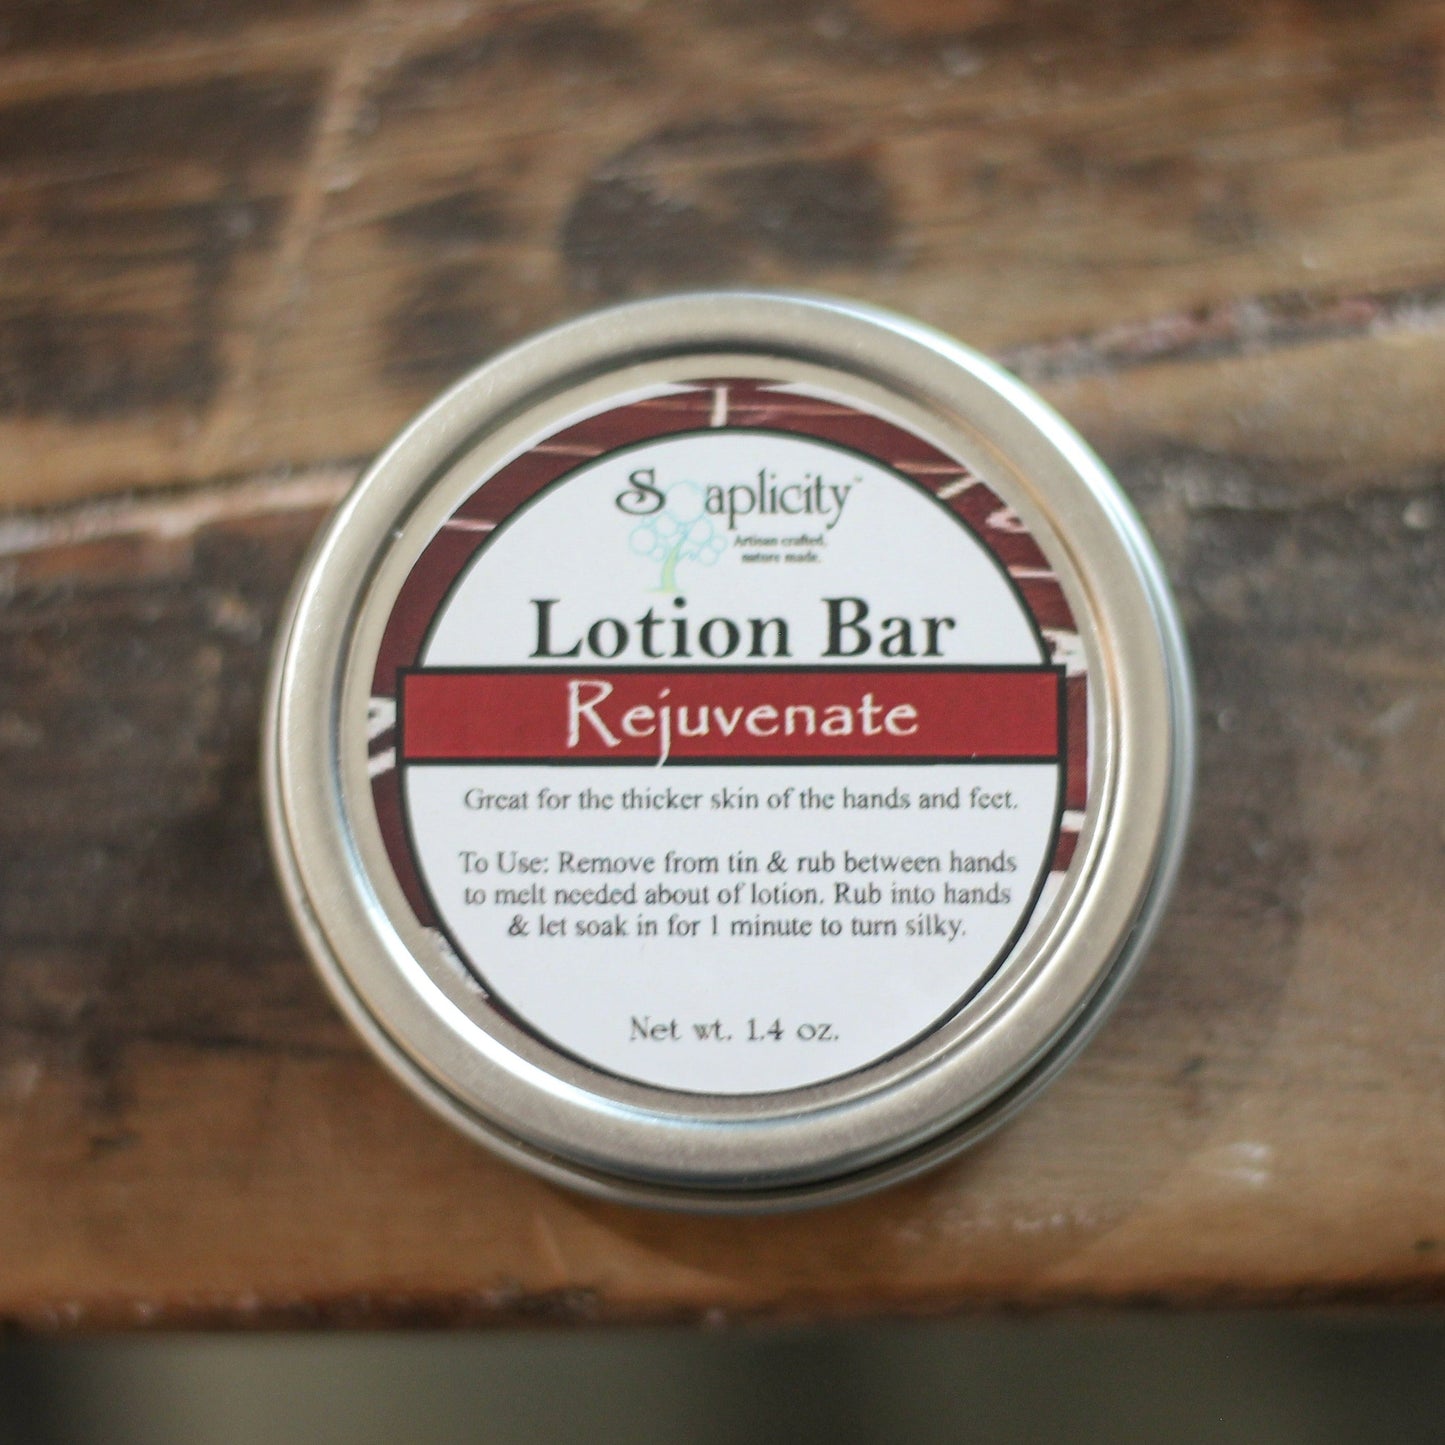 Soaplicity™
Artisan crafted,
nature made.
Lotion Bar
Rejuvenate
Great for the thicker skin of the hands and feet.
To Use: Remove from tin & rub between hands
to melt needed about of lotion. Rub into hands
& let soak in for 1 minute to turn silky.
Net wt. 1.4 oz.